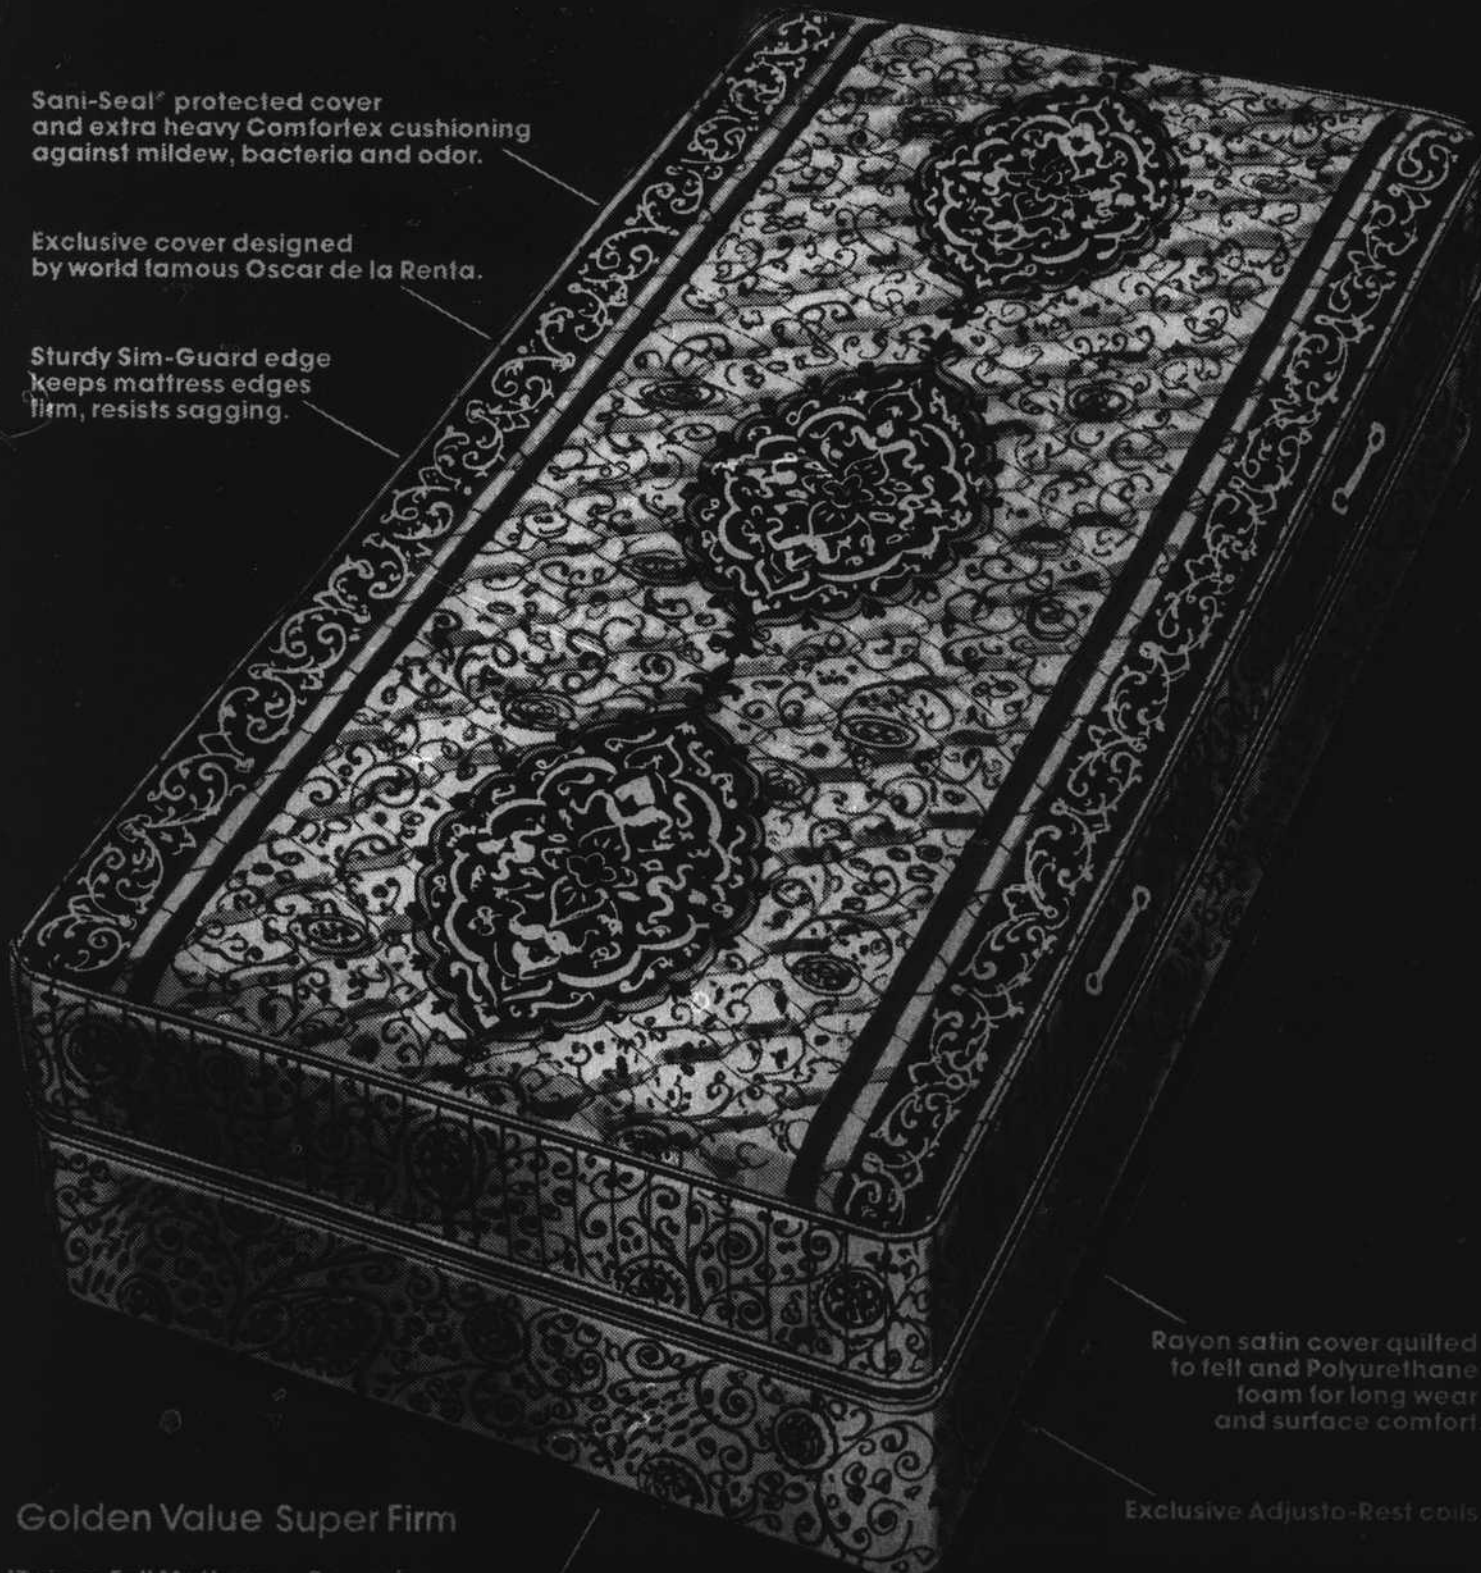 Sani-Seal® protected cover
and extra heavy Comfortex cushioning
against mildew, bacteria and odor.
Exclusive cover designed
by world famous Oscar de la Renta.
Sturdy Sim-Guard edge
keeps mattress edges
firm, resists sagging.
Rayon satin cover quilted
to felt and Polyurethane
foam for long wear
and surface comfort
Exclusive Adjusto-Rest coils
Golden Value Super Firm